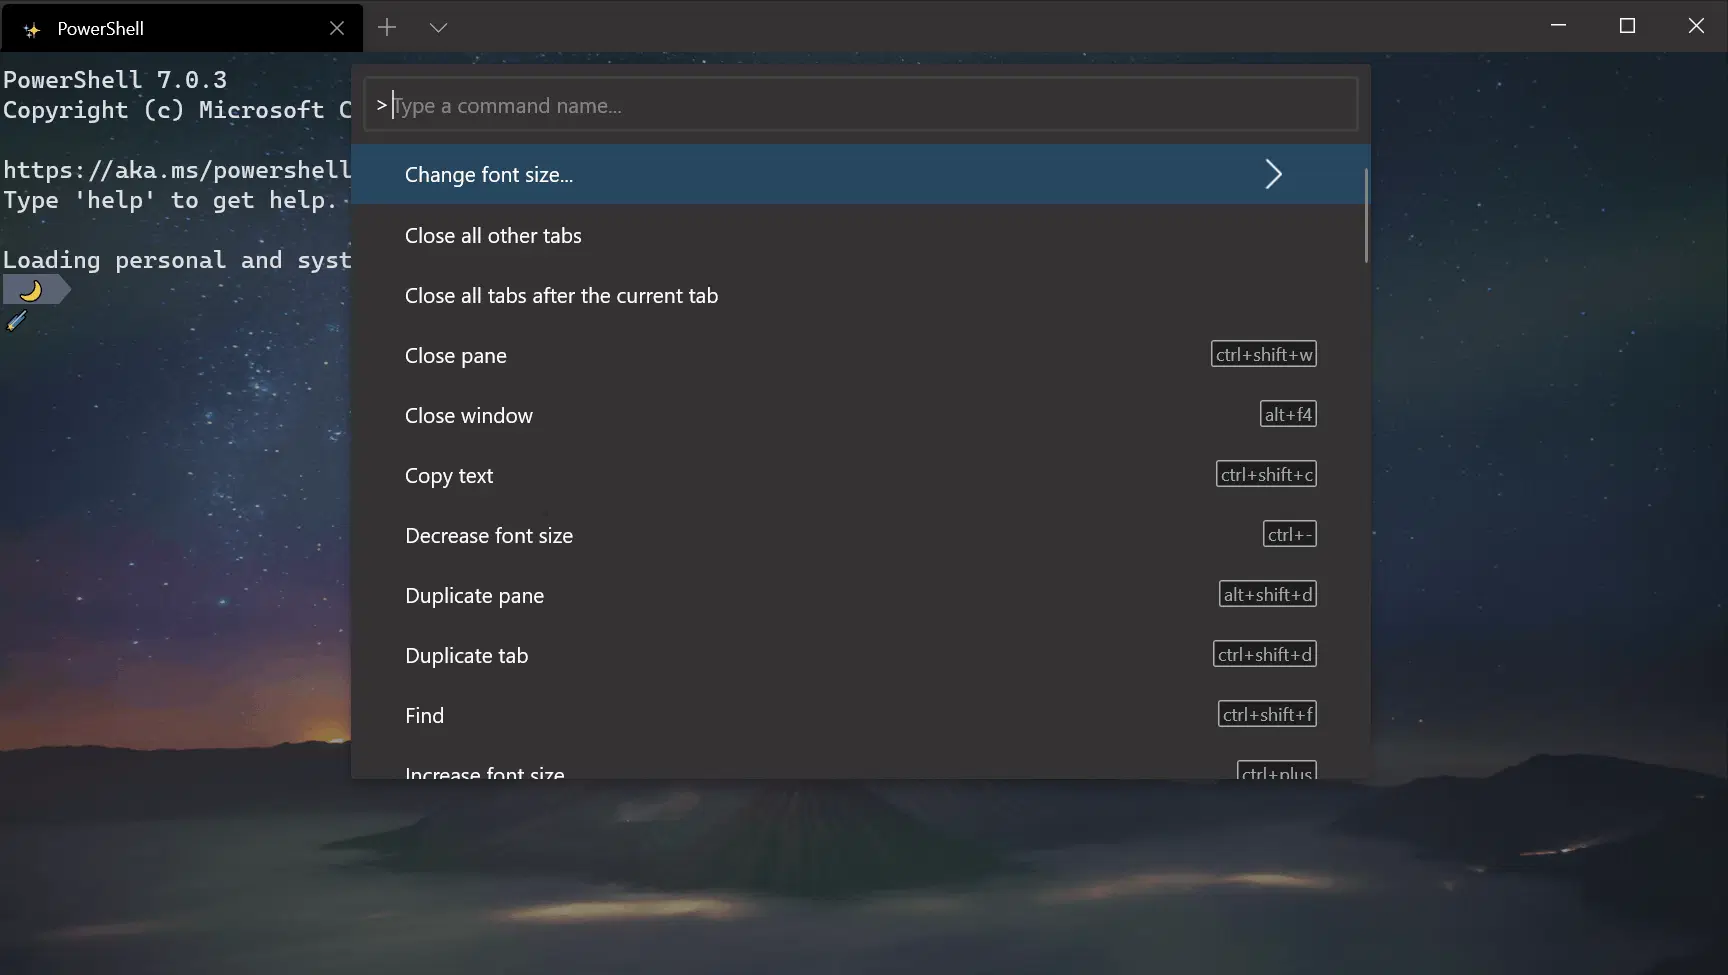 PowerShell
PowerShell 7.0.3
Copyright (c) Microsoft C
https://aka.ms/powershell
Type 'help' to get help.
Loading personal and syst
> Type a command name...
Change font size...
Close all other tabs
Close all tabs after the current tab
Close pane ctrl+shift+w
Close window alt+f4
Copy text ctrl+shift+c
Decrease font size ctrl+-
Duplicate pane alt+shift+d
Duplicate tab ctrl+shift+d
Find ctrl+shift+f
Increase font size ctrl+plus